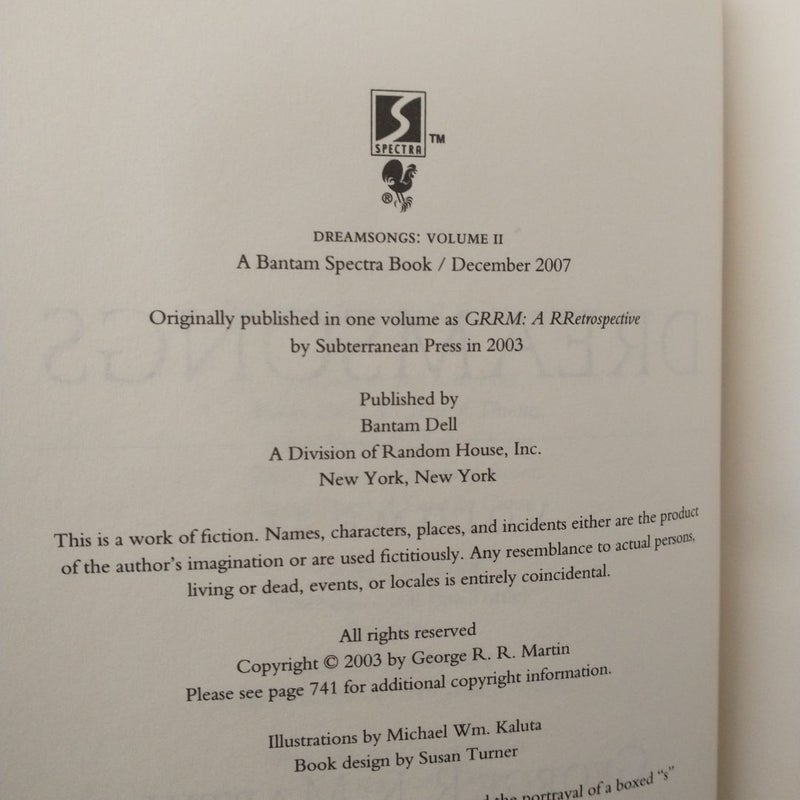 SPECTRA
TM
®
DREAMSONGS: VOLUME II
A Bantam Spectra Book / December 2007
Originally published in one volume as GRRM: A RRetrospective
by Subterranean Press in 2003
Published by
Bantam Dell
A Division of Random House, Inc.
New York, New York
This is a work of fiction. Names, characters, places, and incidents either are the product
of the author's imagination or are used fictitiously. Any resemblance to actual persons,
living or dead, events, or locales is entirely coincidental.
All rights reserved
Copyright © 2003 by George R. R. Martin
Please see page 741 for additional copyright information.
Illustrations by Michael Wm. Kaluta
Book design by Susan Turner
the portrayal of a boxed "s"